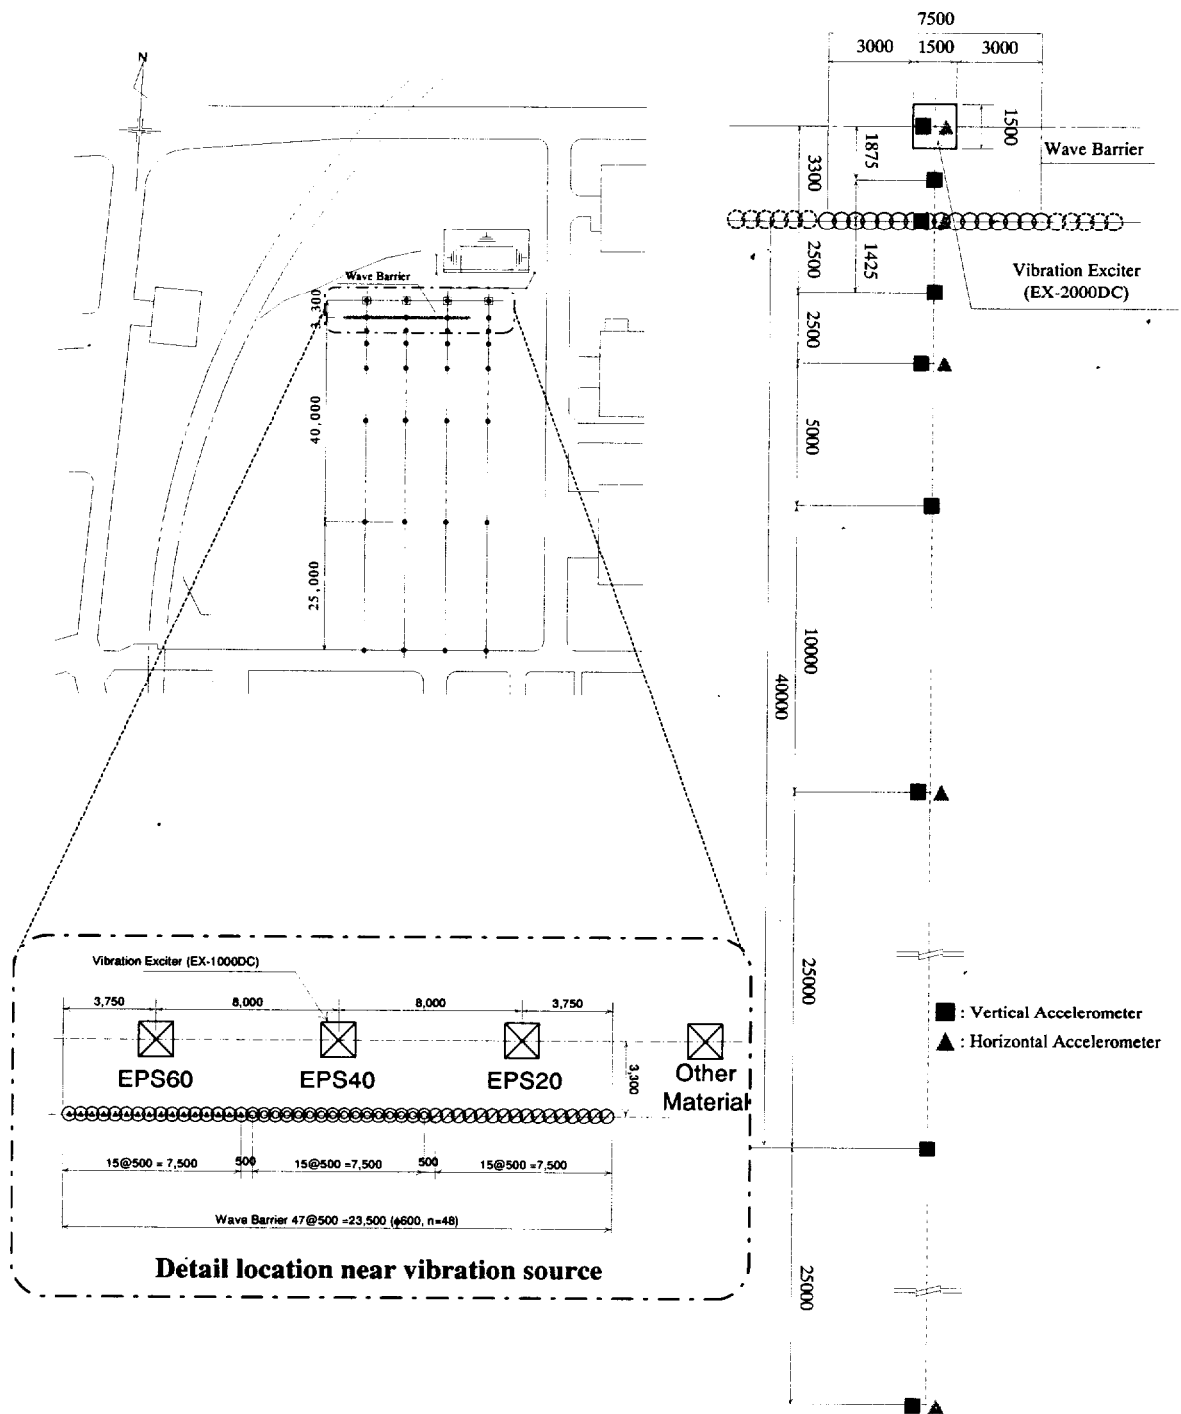 N
Wave Barrier
3,300
40,000
25,000
7500
3000 1500 3000
1500
1875
3300
Wave Barrier
1425
2500
Vibration Exciter
(EX-2000DC)
2500
5000
10000
40000
25000
: Vertical Accelerometer
: Horizontal Accelerometer
25000
Vibration Exciter (EX-1000DC)
3,750 8,000 8,000 3,750
EPS60 EPS40 EPS20 Other
Material
3,300
15@500 = 7,500 500 15@500 =7,500 500 15@500 =7,500
Wave Barrier 47@500 =23,500 (ϕ600, n=48)
Detail location near vibration source